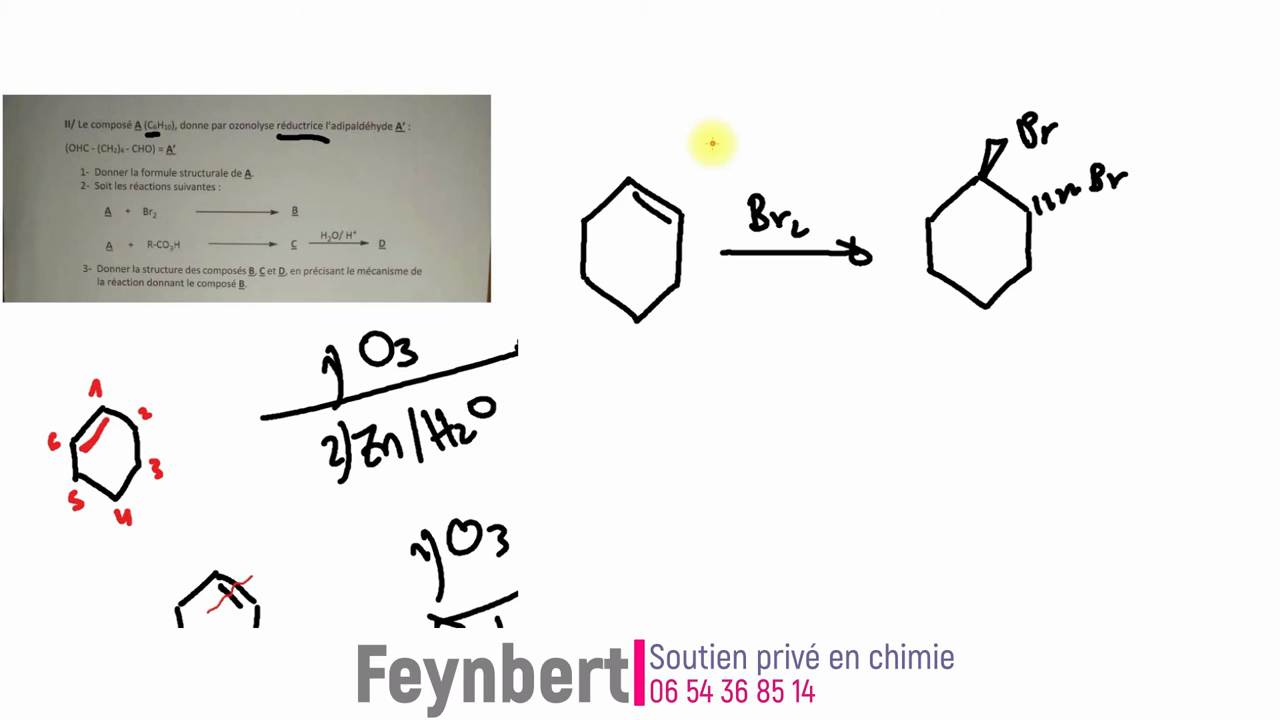 II/ Le composé A (C₆H₁₀), donne par ozonolyse réductrice l'adipaldéhyde A' :
(OHC - (CH₂)₄ - CHO) = A'
1- Donner la formule structurale de A.
2- Soit les réactions suivantes :
A + Br₂ ⟶ B
A + R-CO₃H ⟶ C H₂O/ H⁺ ⟶ D
3- Donner la structure des composés B, C et D, en précisant le mécanisme de
la réaction donnant le composé B.
Br
Br
Br₂
1) O₃
2) Zn / H₂O
1
2
3
4
5
6
1) O₃
Feynbert
Soutien privé en chimie
06 54 36 85 14